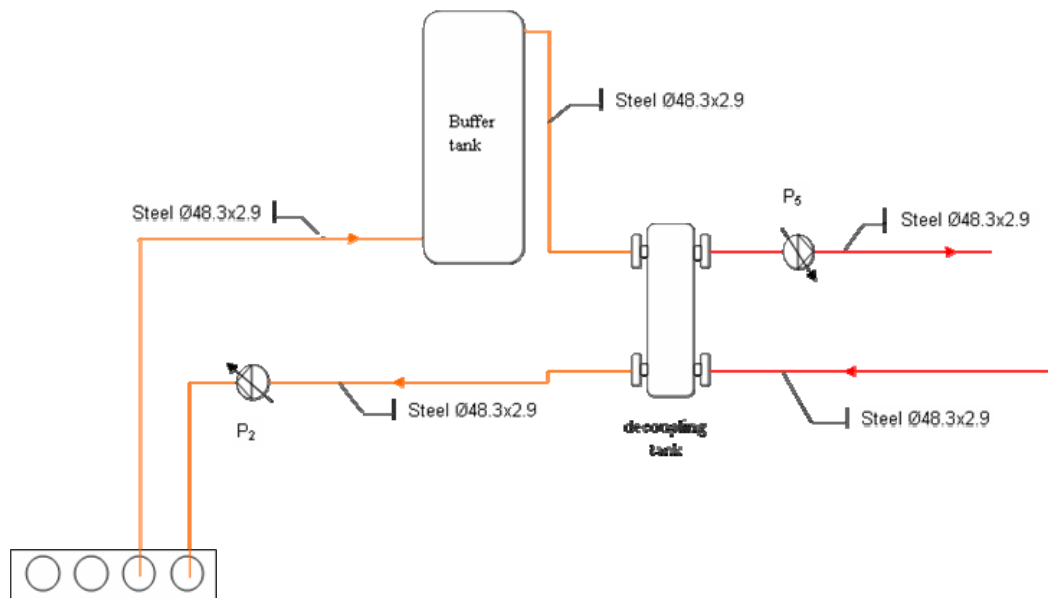 Steel Ø48.3x2.9
Buffer
tank
Steel Ø48.3x2.9
P5
Steel Ø48.3x2.9
P2
Steel Ø48.3x2.9
Steel Ø48.3x2.9
decoupling
tank